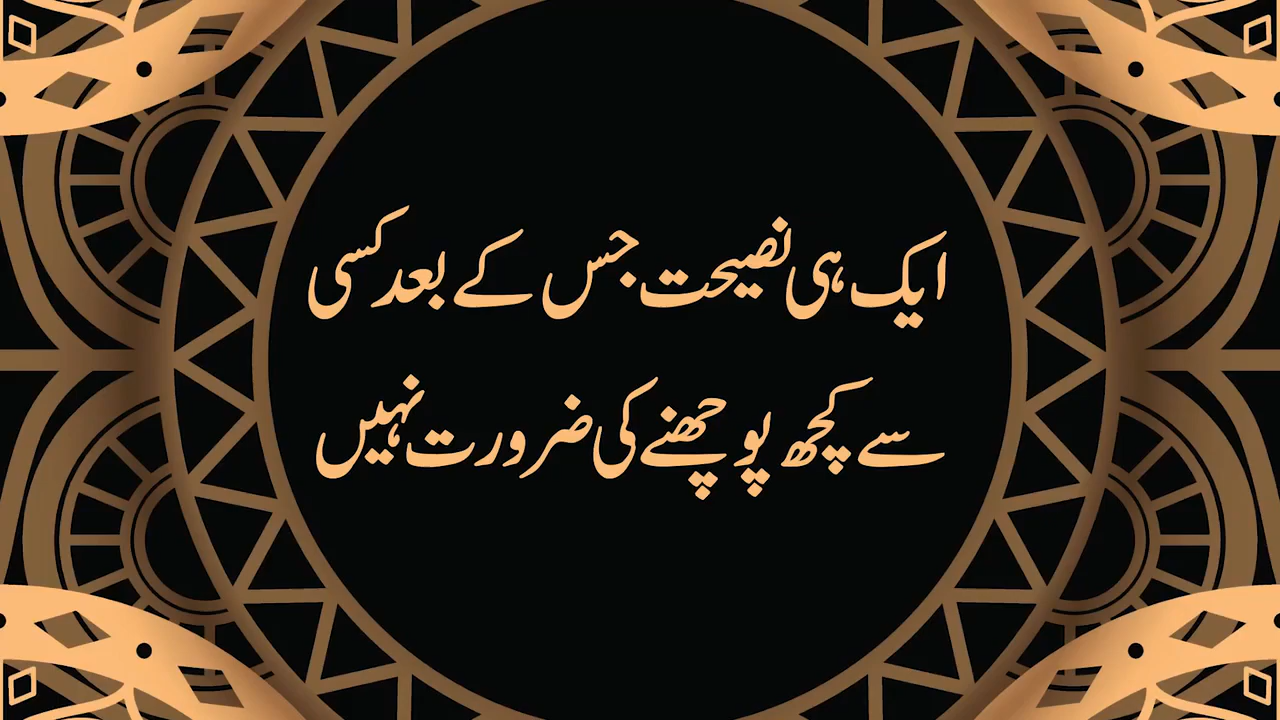 ایک ہی نصیحت جس کے بعد کسی
سے کچھ پوچھنے کی ضرورت نہیں